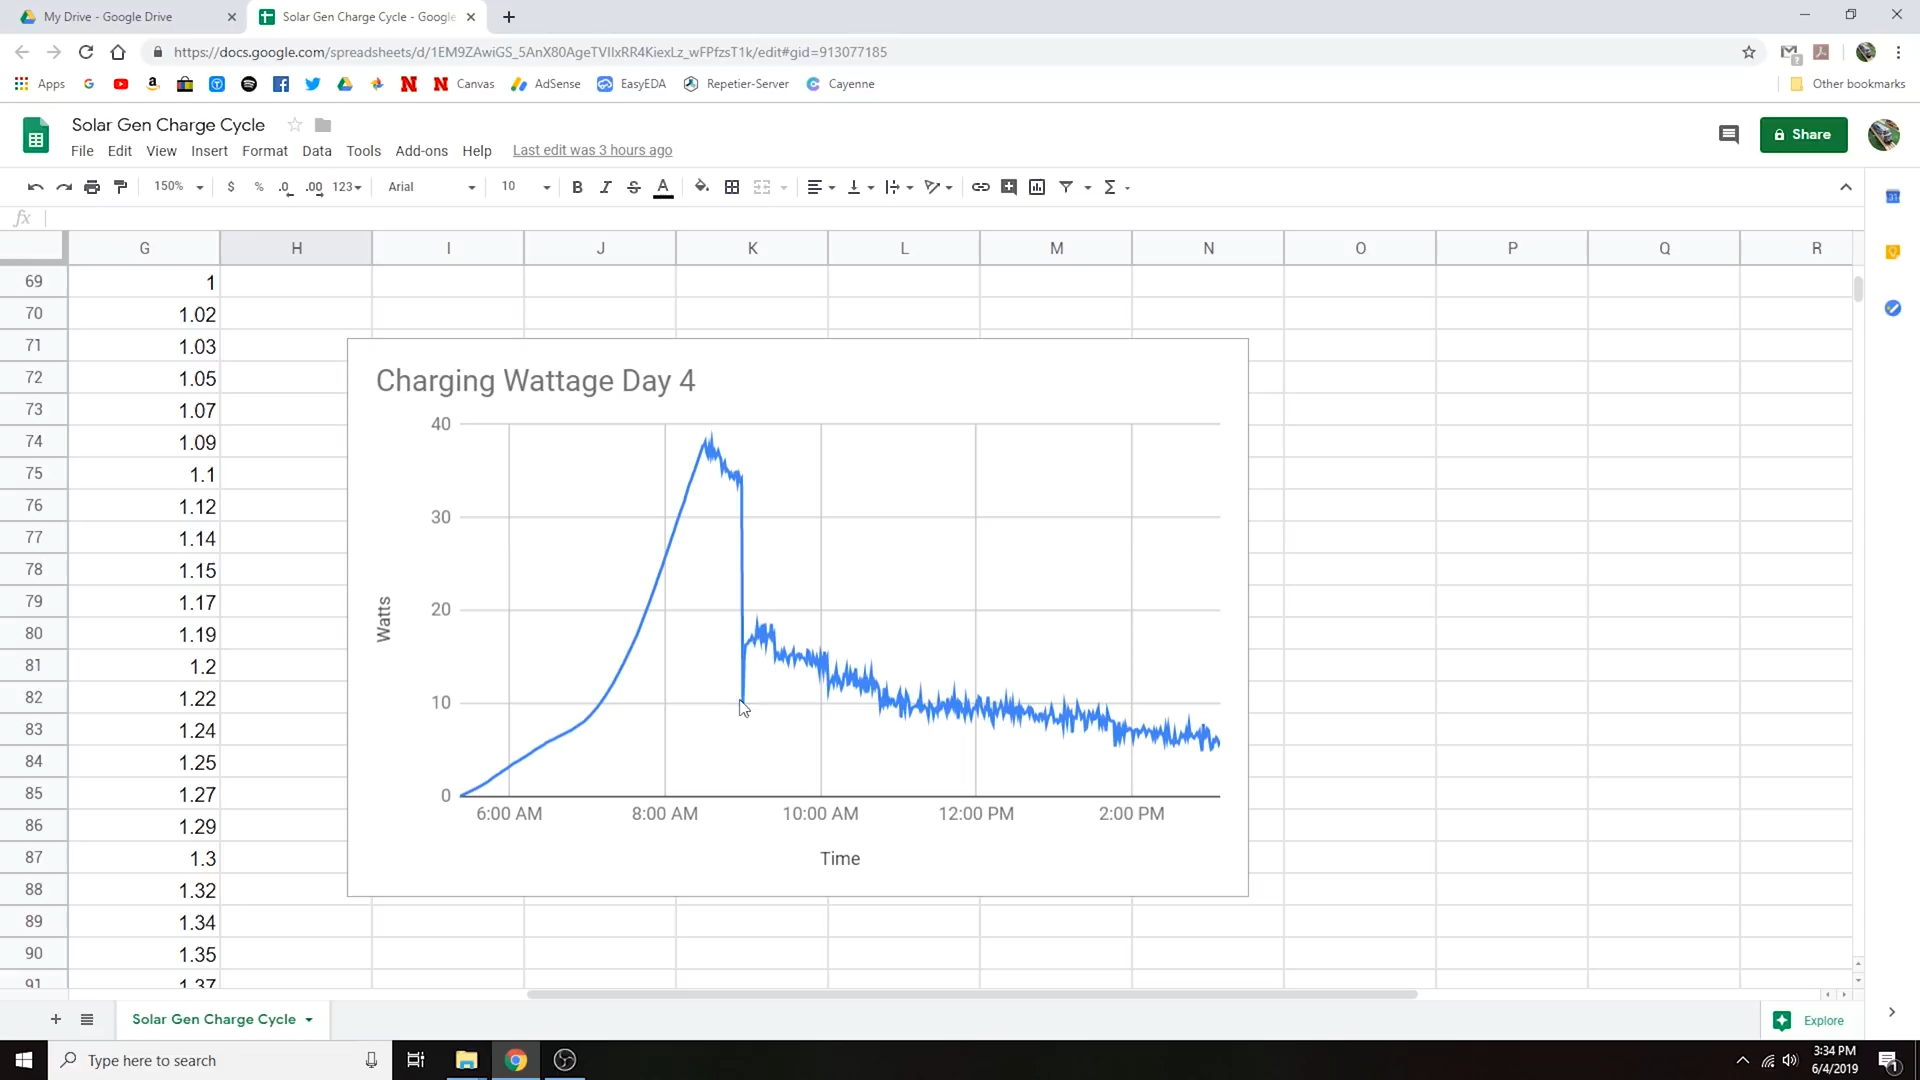 My Drive - Google Drive
Solar Gen Charge Cycle - Google
https://docs.google.com/spreadsheets/d/1EM9ZAwiGS_5AnX80AgeTVIIxRR4KiexLz_wFPfzsT1k/edit#gid=913077185
Apps
Canvas
AdSense
EasyEDA
Repetier-Server
Cayenne
Other bookmarks
Solar Gen Charge Cycle
Share
File Edit View Insert Format Data Tools Add-ons Help Last edit was 3 hours ago
150% $ % .0 .00 123 Arial 10 B I S A Σ
fx
G H I J K L M N O P Q R
69 1
70 1.02
71 1.03
72 1.05
73 1.07
74 1.09
75 1.1
76 1.12
77 1.14
78 1.15
79 1.17
80 1.19
81 1.2
82 1.22
83 1.24
84 1.25
85 1.27
86 1.29
87 1.3
88 1.32
89 1.34
90 1.35
91 1.37
Charging Wattage Day 4
40
30
20
10
0
Watts
6:00 AM 8:00 AM 10:00 AM 12:00 PM 2:00 PM
Time
Solar Gen Charge Cycle
Explore
Type here to search
3:34 PM
6/4/2019